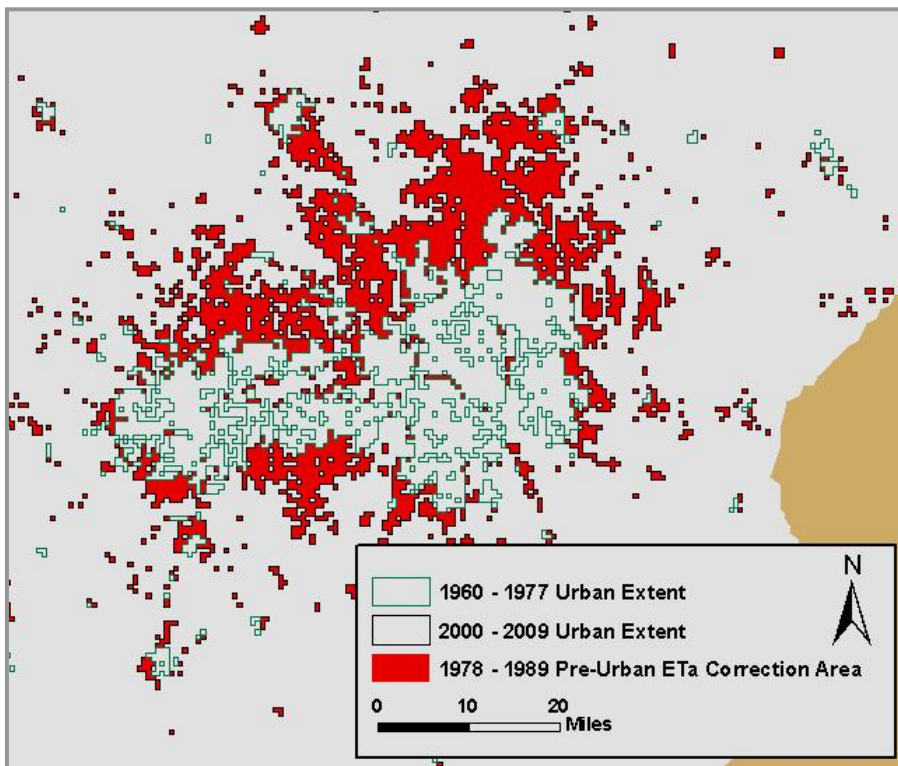 N
1960 - 1977 Urban Extent
2000 - 2009 Urban Extent
1978 - 1989 Pre-Urban ETa Correction Area
0 10 20
Miles